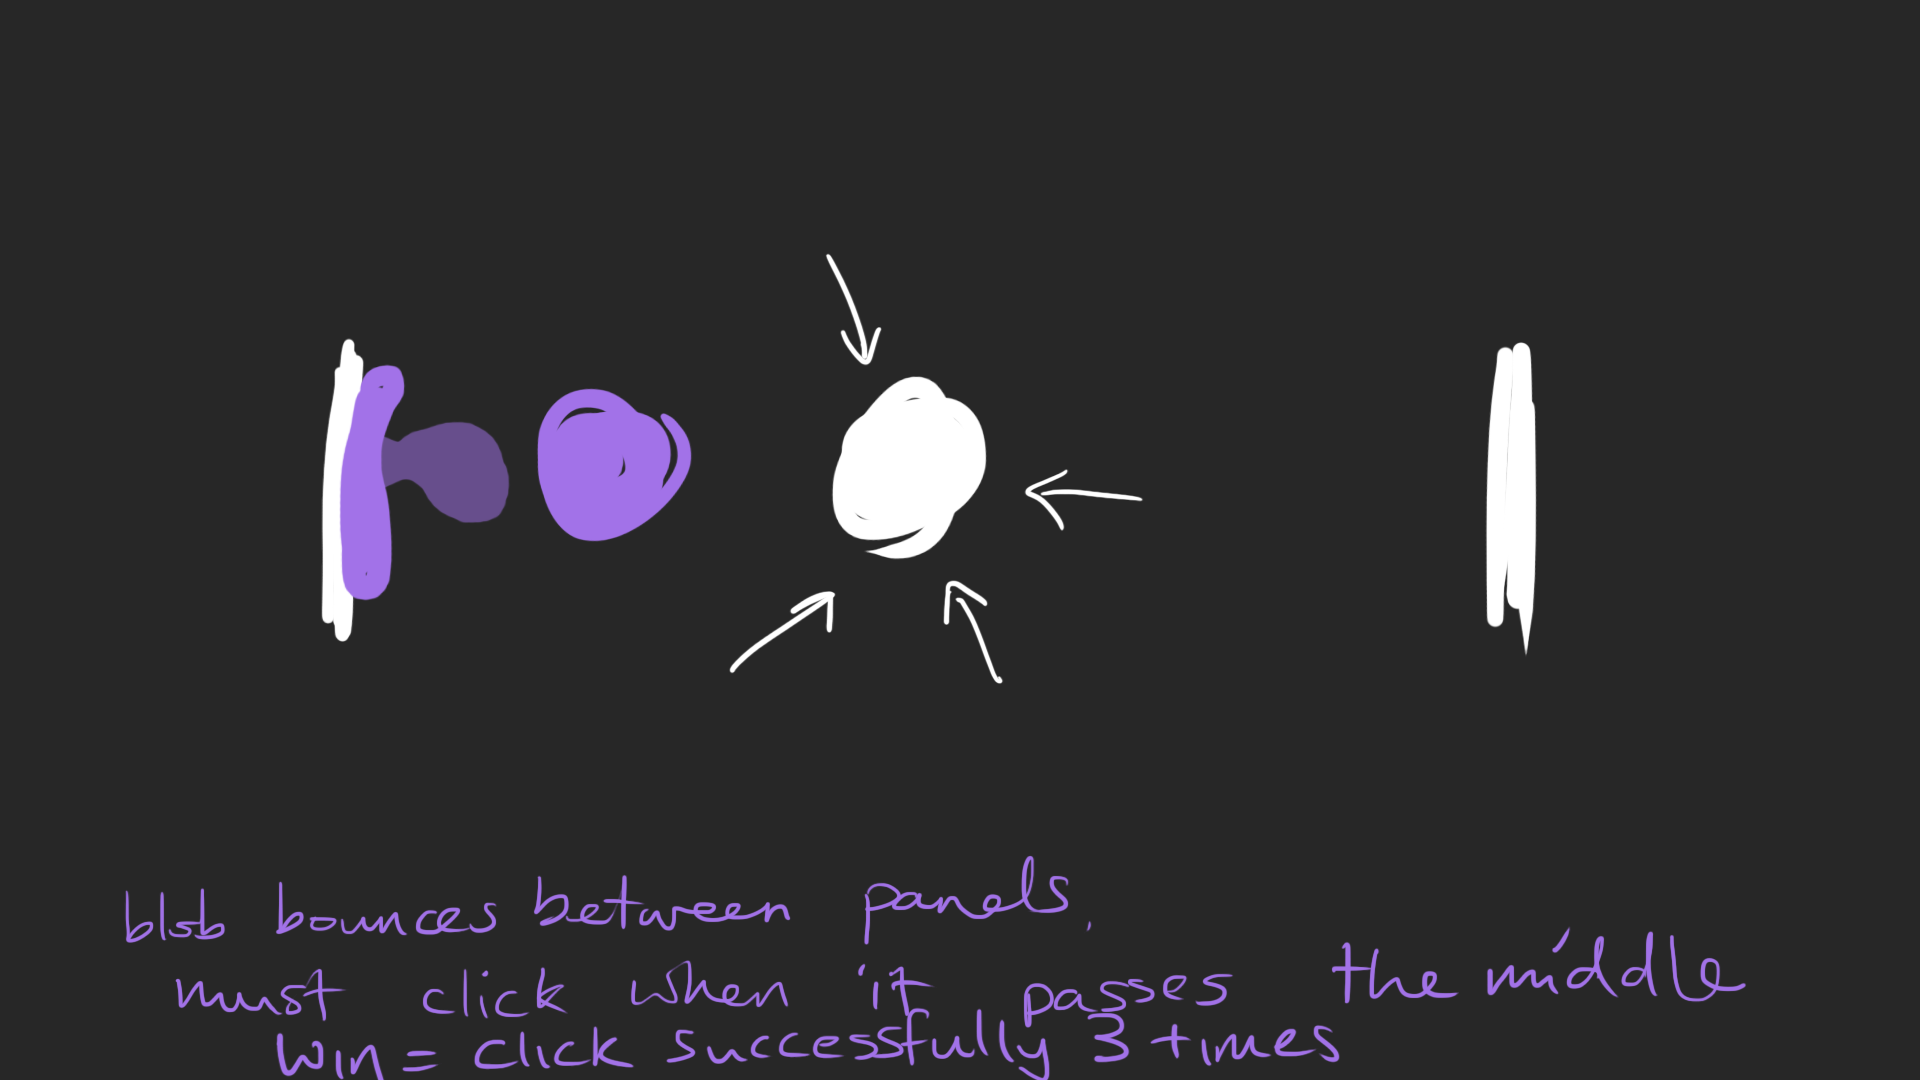 blob bounces between panels.
must click when it passes the middle
win = click successfully 3 times